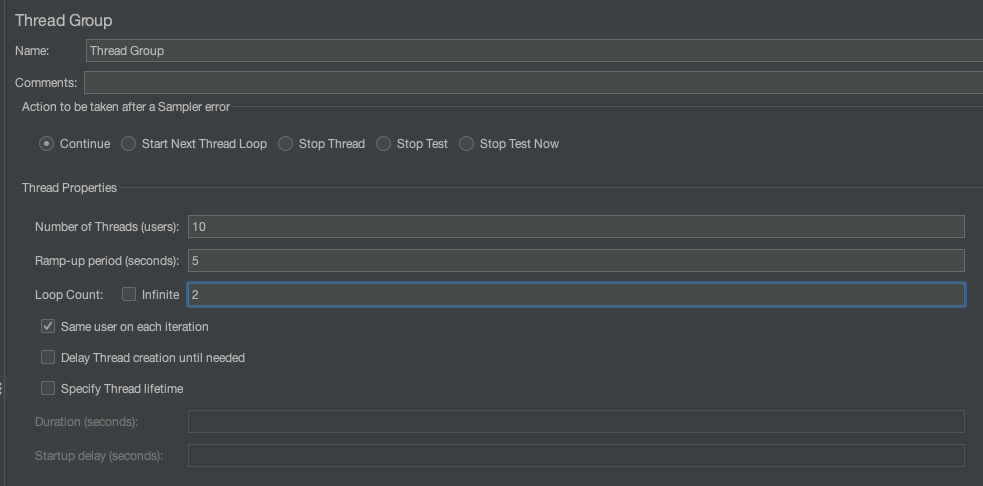 Thread Group
Name: Thread Group
Comments:
Action to be taken after a Sampler error
Continue Start Next Thread Loop Stop Thread Stop Test Stop Test Now
Thread Properties
Number of Threads (users): 10
Ramp-up period (seconds): 5
Loop Count: Infinite 2
Same user on each iteration
Delay Thread creation until needed
Specify Thread lifetime
Duration (seconds):
Startup delay (seconds):